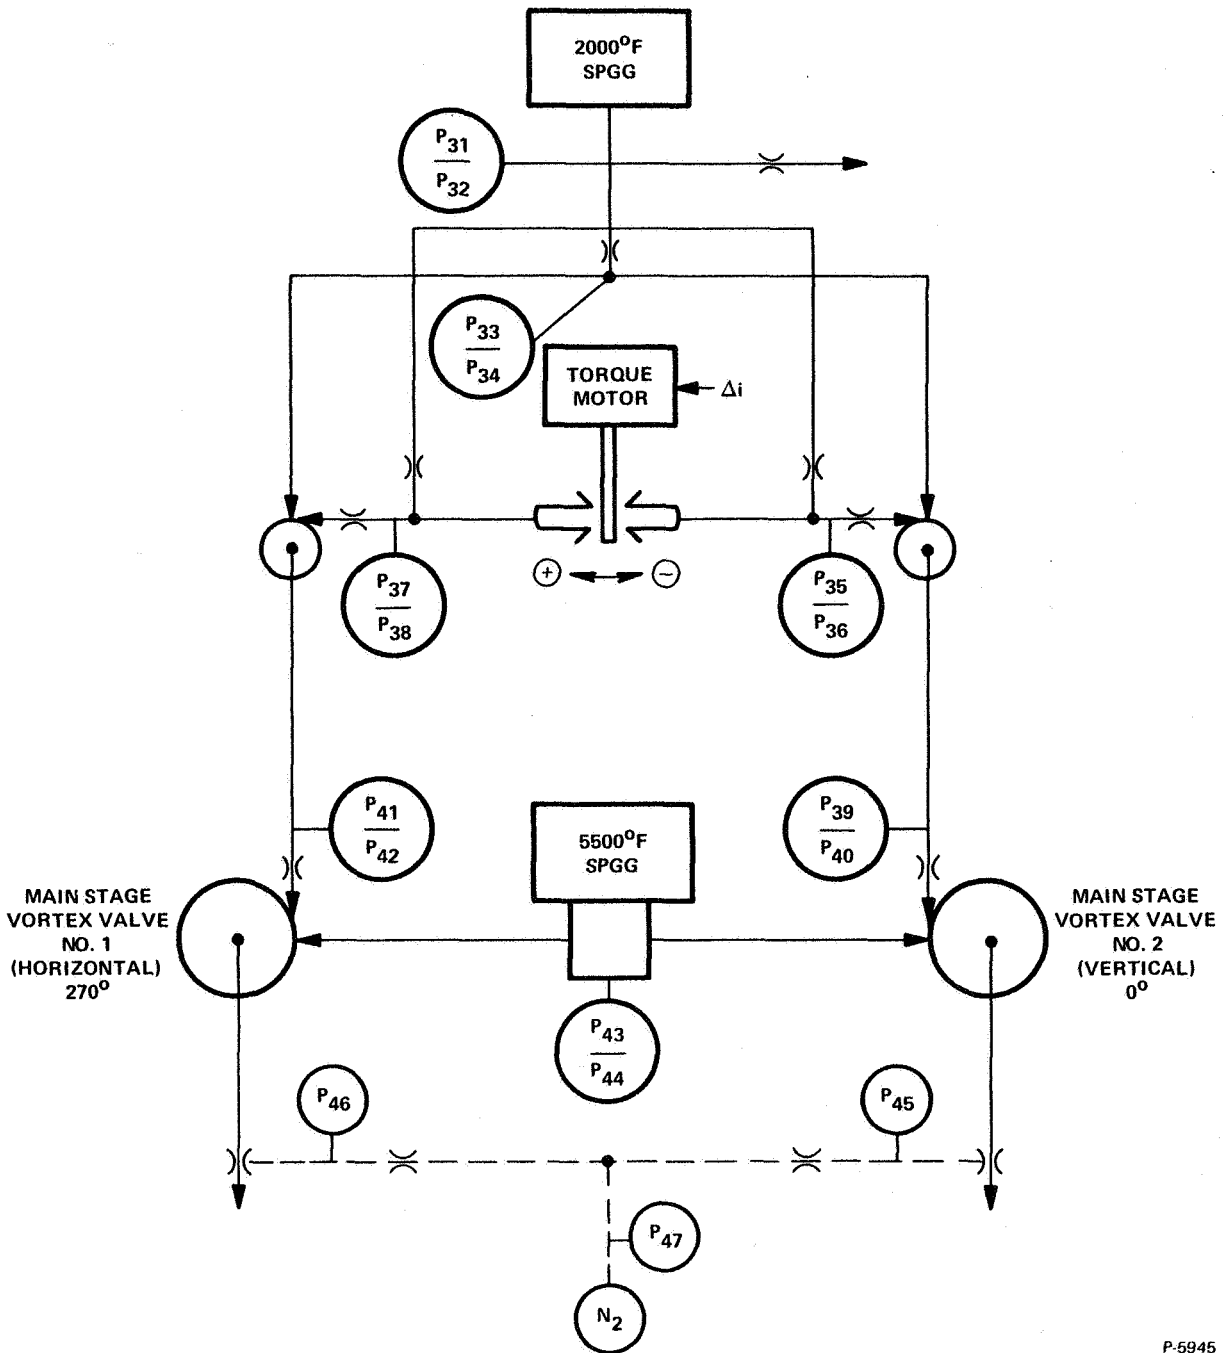 2000°F
SPGG
P31
P32
P33
P34
TORQUE
MOTOR
Δi
+
−
P37
P38
P35
P36
P41
P42
P39
P40
5500°F
SPGG
MAIN STAGE
VORTEX VALVE
NO. 1
(HORIZONTAL)
270°
MAIN STAGE
VORTEX VALVE
NO. 2
(VERTICAL)
0°
P43
P44
P46
P45
P47
N2
P-5945